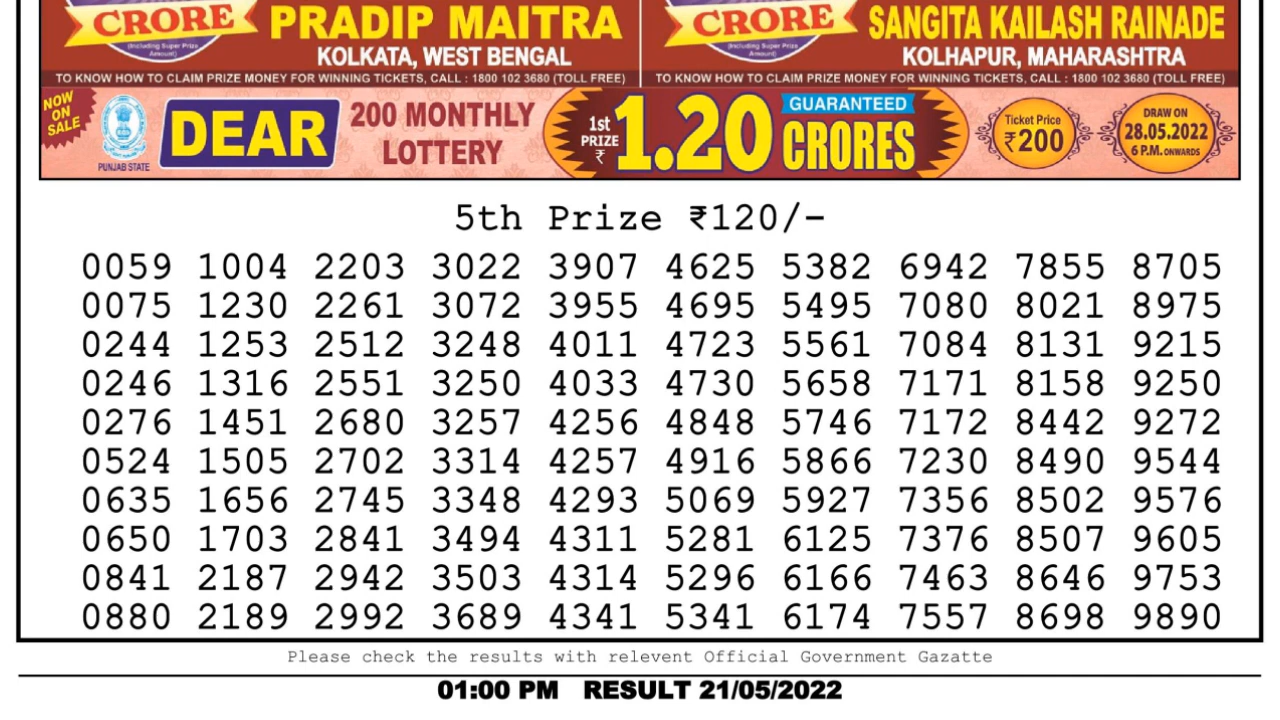 CRORE
(Including Super Prize
Amount)
PRADIP MAITRA
KOLKATA, WEST BENGAL
TO KNOW HOW TO CLAIM PRIZE MONEY FOR WINNING TICKETS, CALL : 1800 102 3680 (TOLL FREE)
CRORE
(Including Super Prize
Amount)
SANGITA KAILASH RAINADE
KOLHAPUR, MAHARASHTRA
TO KNOW HOW TO CLAIM PRIZE MONEY FOR WINNING TICKETS, CALL : 1800 102 3680 (TOLL FREE)
NOW
ON
SALE
PUNJAB STATE
DEAR
200 MONTHLY
LOTTERY
1st
PRIZE
₹
1.20
GUARANTEED
CRORES
Ticket Price
₹200
DRAW ON
28.05.2022
6 P.M. ONWARDS
5th Prize ₹120/-
0059 1004 2203 3022 3907 4625 5382 6942 7855 8705
0075 1230 2261 3072 3955 4695 5495 7080 8021 8975
0244 1253 2512 3248 4011 4723 5561 7084 8131 9215
0246 1316 2551 3250 4033 4730 5658 7171 8158 9250
0276 1451 2680 3257 4256 4848 5746 7172 8442 9272
0524 1505 2702 3314 4257 4916 5866 7230 8490 9544
0635 1656 2745 3348 4293 5069 5927 7356 8502 9576
0650 1703 2841 3494 4311 5281 6125 7376 8507 9605
0841 2187 2942 3503 4314 5296 6166 7463 8646 9753
0880 2189 2992 3689 4341 5341 6174 7557 8698 9890
Please check the results with relevent Official Government Gazatte
01:00 PM RESULT 21/05/2022